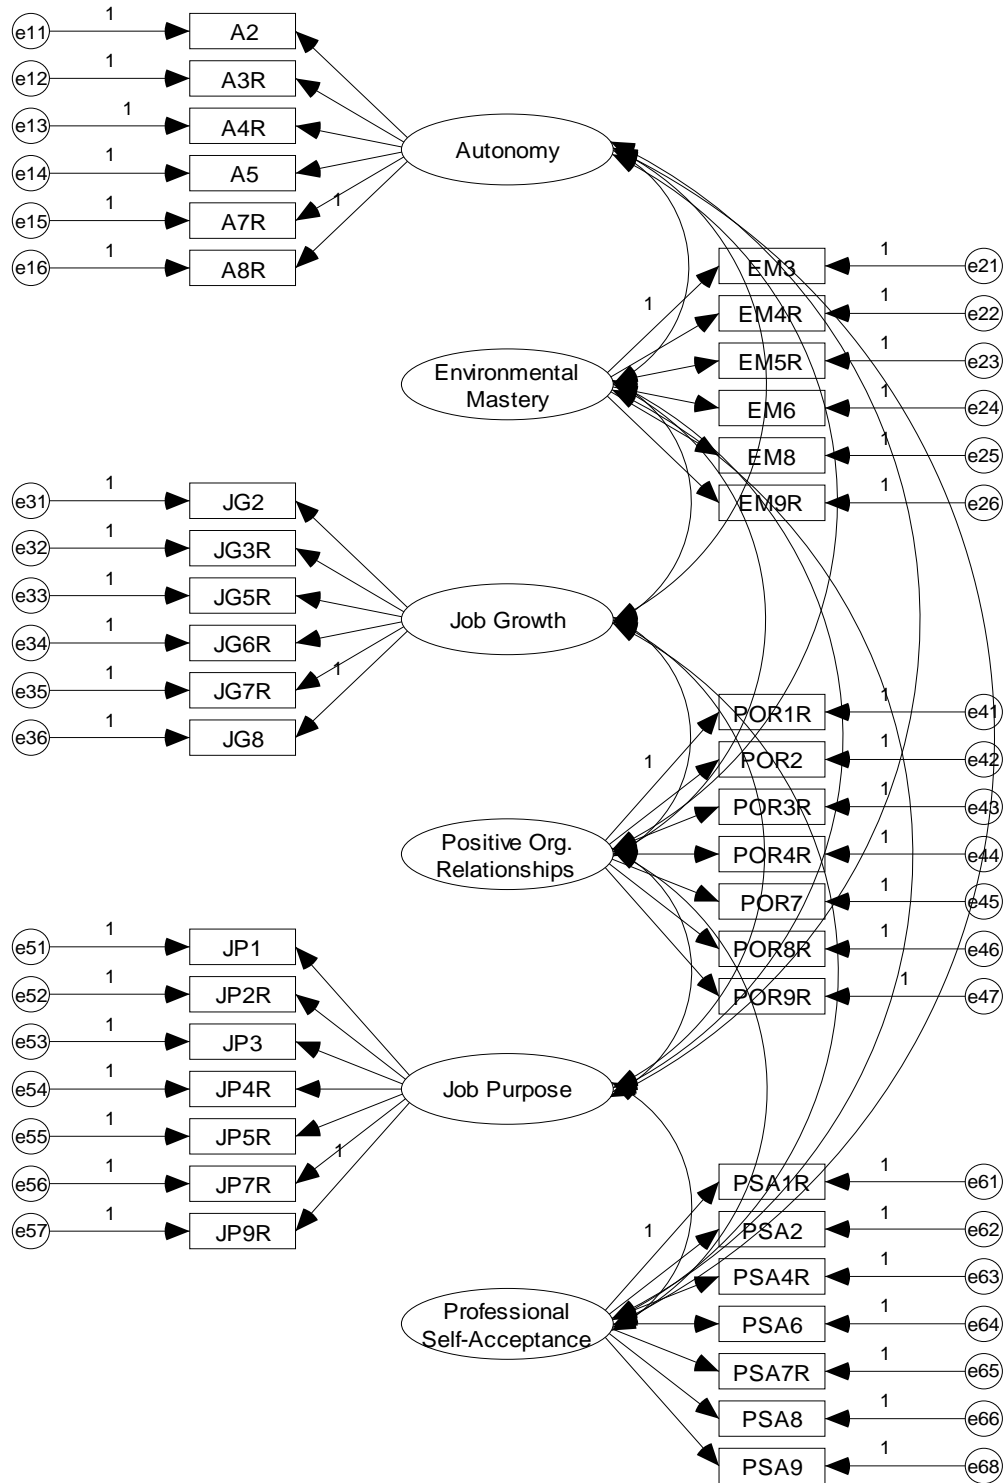 e11 1 A2
e12 1 A3R
e13 1 A4R
e14 1 A5
e15 1 A7R 1
e16 1 A8R
Autonomy
EM3 1 e21
1 EM4R 1 e22
EM5R 1 e23
EM6 1 e24
EM8 1 e25
EM9R 1 e26
Environmental
Mastery
e31 1 JG2
e32 1 JG3R
e33 1 JG5R
e34 1 JG6R
e35 1 JG7R 1
e36 1 JG8
Job Growth
POR1R 1 e41
1 POR2 1 e42
POR3R 1 e43
POR4R 1 e44
POR7 1 e45
POR8R 1 e46
POR9R 1 e47
Positive Org.
Relationships
e51 1 JP1
e52 1 JP2R
e53 1 JP3
e54 1 JP4R
e55 1 JP5R
e56 1 JP7R 1
e57 1 JP9R
Job Purpose
PSA1R 1 e61
1 PSA2 1 e62
PSA4R 1 e63
PSA6 1 e64
PSA7R 1 e65
PSA8 1 e66
PSA9 1 e68
Professional
Self-Acceptance